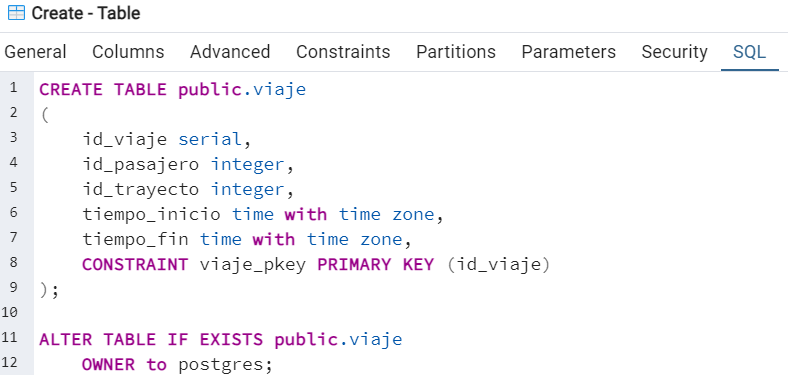 Create - Table
General Columns Advanced Constraints Partitions Parameters Security SQL
1 CREATE TABLE public.viaje
2 (
3     id_viaje serial,
4     id_pasajero integer,
5     id_trayecto integer,
6     tiempo_inicio time with time zone,
7     tiempo_fin time with time zone,
8     CONSTRAINT viaje_pkey PRIMARY KEY (id_viaje)
9 );
10
11 ALTER TABLE IF EXISTS public.viaje
12     OWNER to postgres;